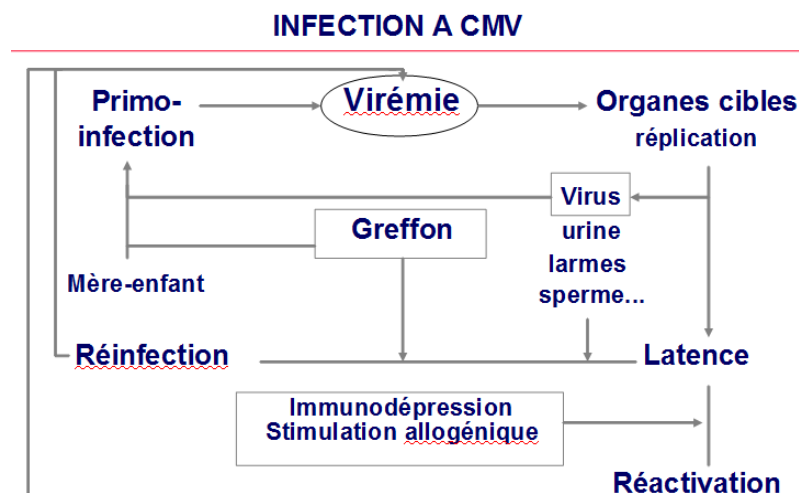 INFECTION A CMV
Primo-
infection
Virémie
Organes cibles
réplication
Virus
urine
larmes
sperme...
Greffon
Mère-enfant
Réinfection
Latence
Immunodépression
Stimulation allogénique
Réactivation